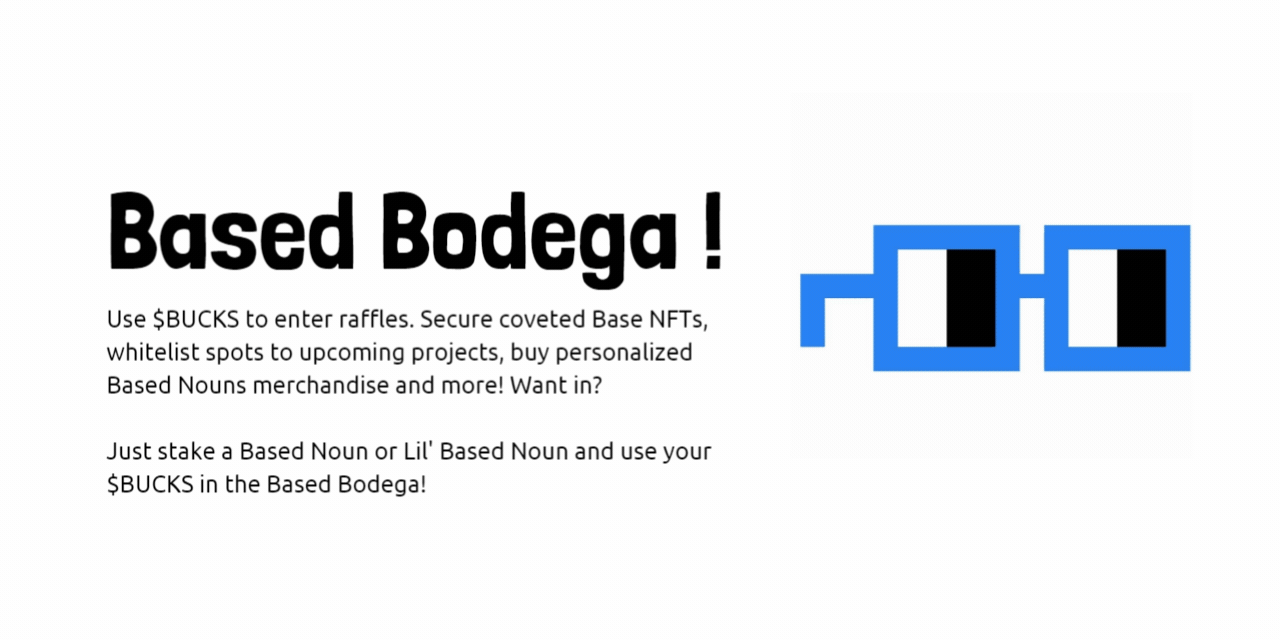 Based Bodega !
Use $BUCKS to enter raffles. Secure coveted Base NFTs,
whitelist spots to upcoming projects, buy personalized
Based Nouns merchandise and more! Want in?
Just stake a Based Noun or Lil' Based Noun and use your
$BUCKS in the Based Bodega!